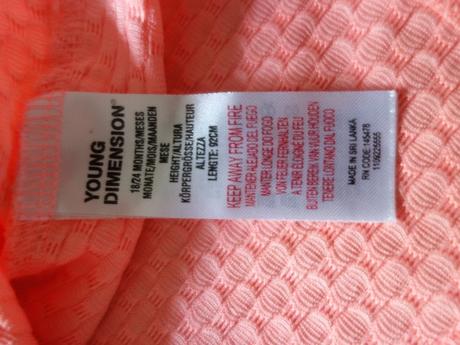 YOUNG
DIMENSION®
18/24 MONTHS/MESES
MONATE/MOIS/MAANDEN
MESE
HEIGHT/ALTURA
KÖRPERGRÖSSE/HAUTEUR
ALTEZZA
LENGTE: 92CM
KEEP AWAY FROM FIRE
MANTENER ALEJADO DEL FUEGO
MANTER LONGE DO FOGO
VON FEUER FERNHALTEN
A TENIR ELOIGNE DU FEU
BUITEN BEREIK VAN VUUR HOUDEN
TENERE LONTANO DAL FUOCO
MADE IN SRI LANKA
RN CODE: 145478
1109225655